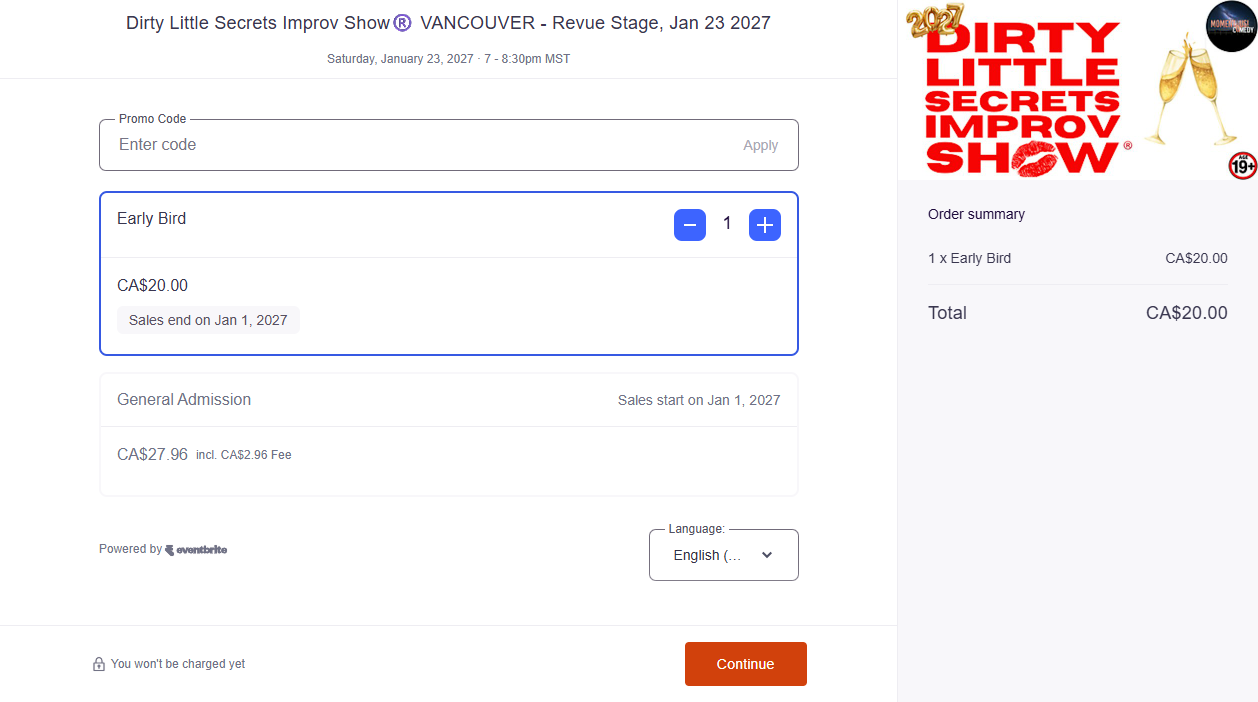 Dirty Little Secrets Improv Show® VANCOUVER - Revue Stage, Jan 23 2027
Saturday, January 23, 2027 · 7 - 8:30pm MST
Promo Code
Enter code
Apply
Early Bird
1
CA$20.00
Sales end on Jan 1, 2027
General Admission
Sales start on Jan 1, 2027
CA$27.96 incl. CA$2.96 Fee
Powered by eventbrite
Language:
English (...
You won't be charged yet
Continue
2027
DIRTY
LITTLE
SECRETS
IMPROV
SHOW®
COMEDY
AGE
19+
Order summary
1 x Early Bird
CA$20.00
Total
CA$20.00